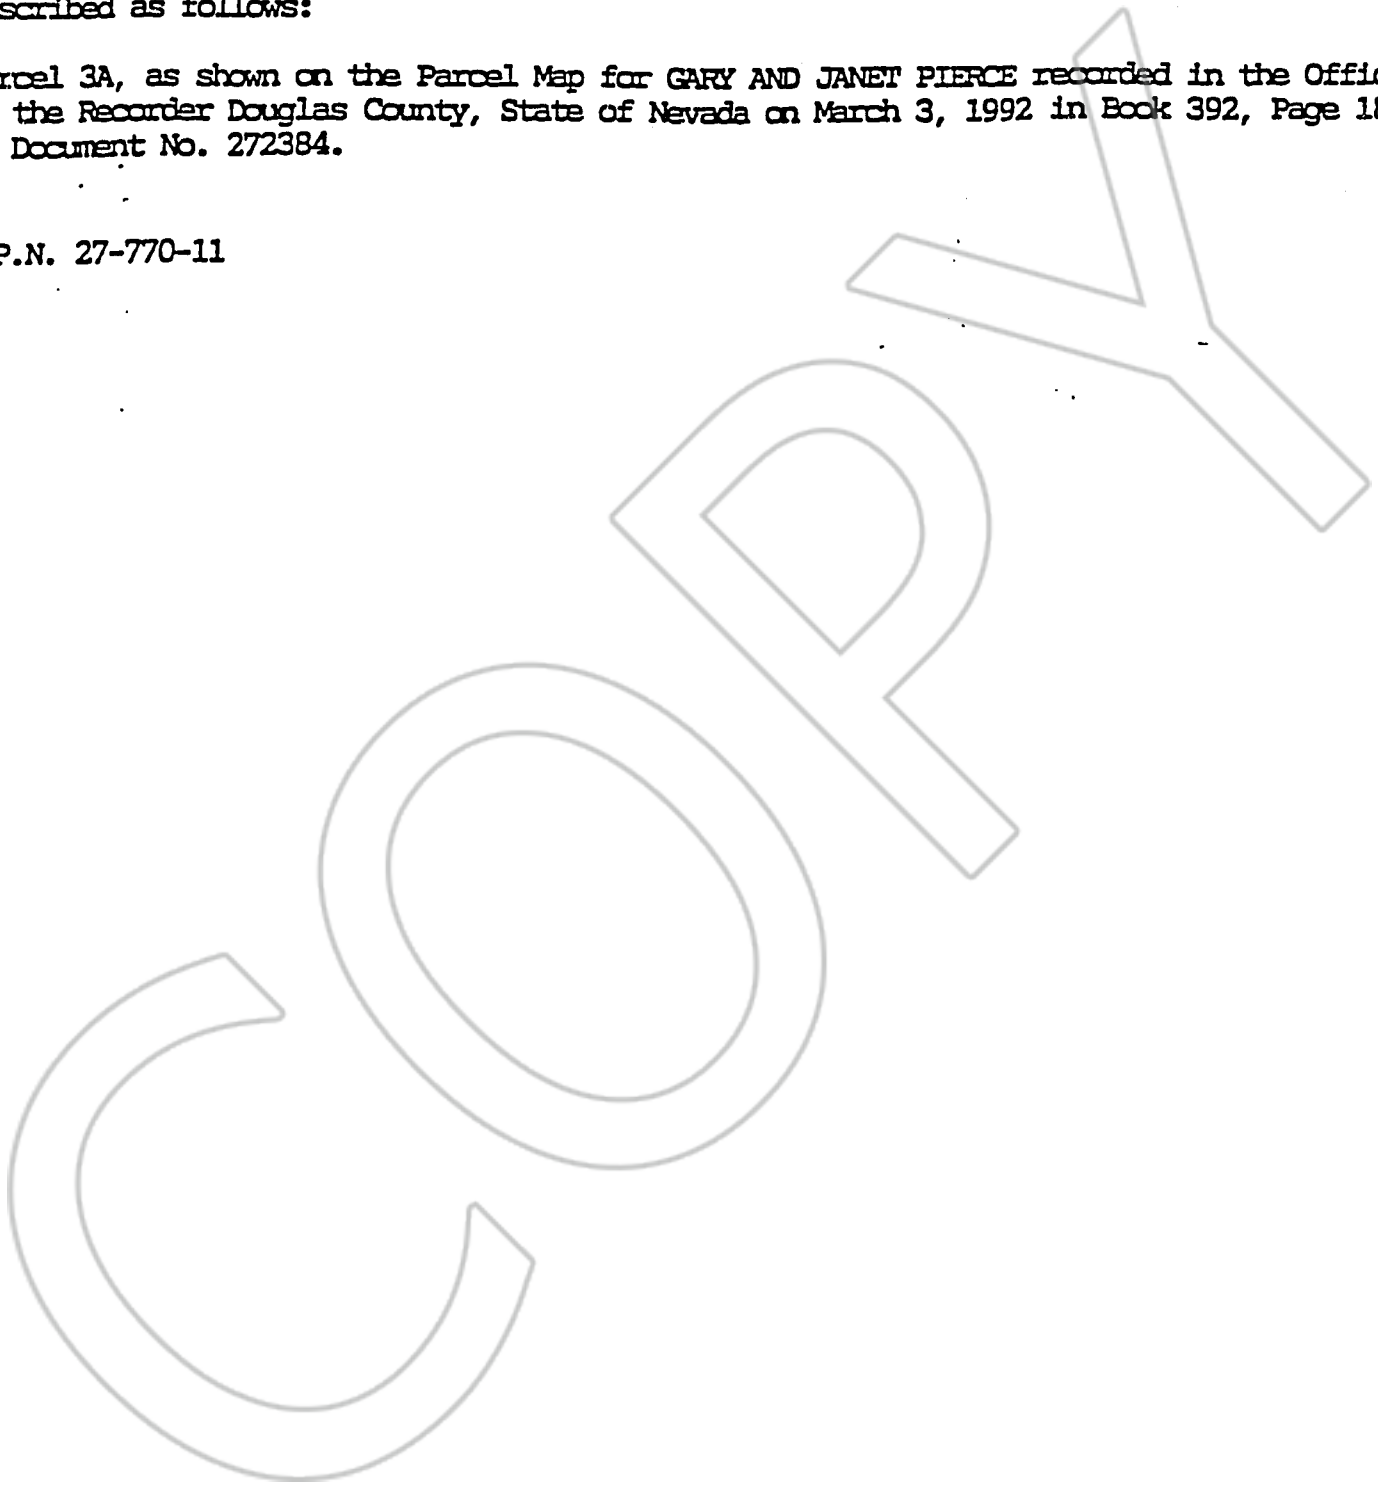 scribed as follows:
rcel 3A, as shown on the Parcel Map for GARY AND JANET PIERCE recorded in the Offic
the Recorder Douglas County, State of Nevada on March 3, 1992 in Book 392, Page 18
Document No. 272384.
P.N. 27-770-11
COPY